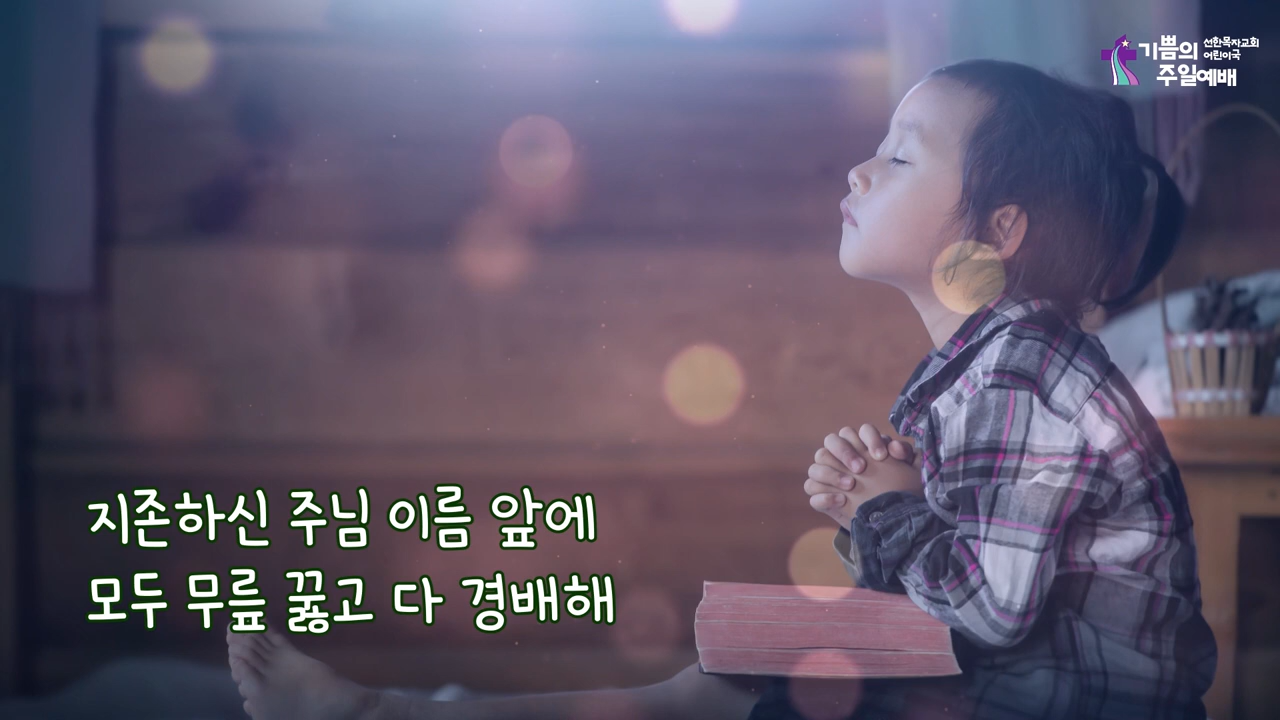 기쁨의 선한목자교회
어린이국
주일예배
지존하신 주님 이름 앞에
모두 무릎 꿇고 다 경배해